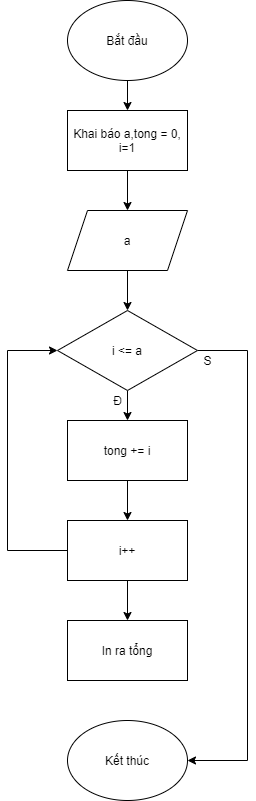 Bắt đầu
Khai báo a,tong = 0,
i=1
a
i <= a
S
Đ
tong += i
i++
In ra tổng
Kết thúc